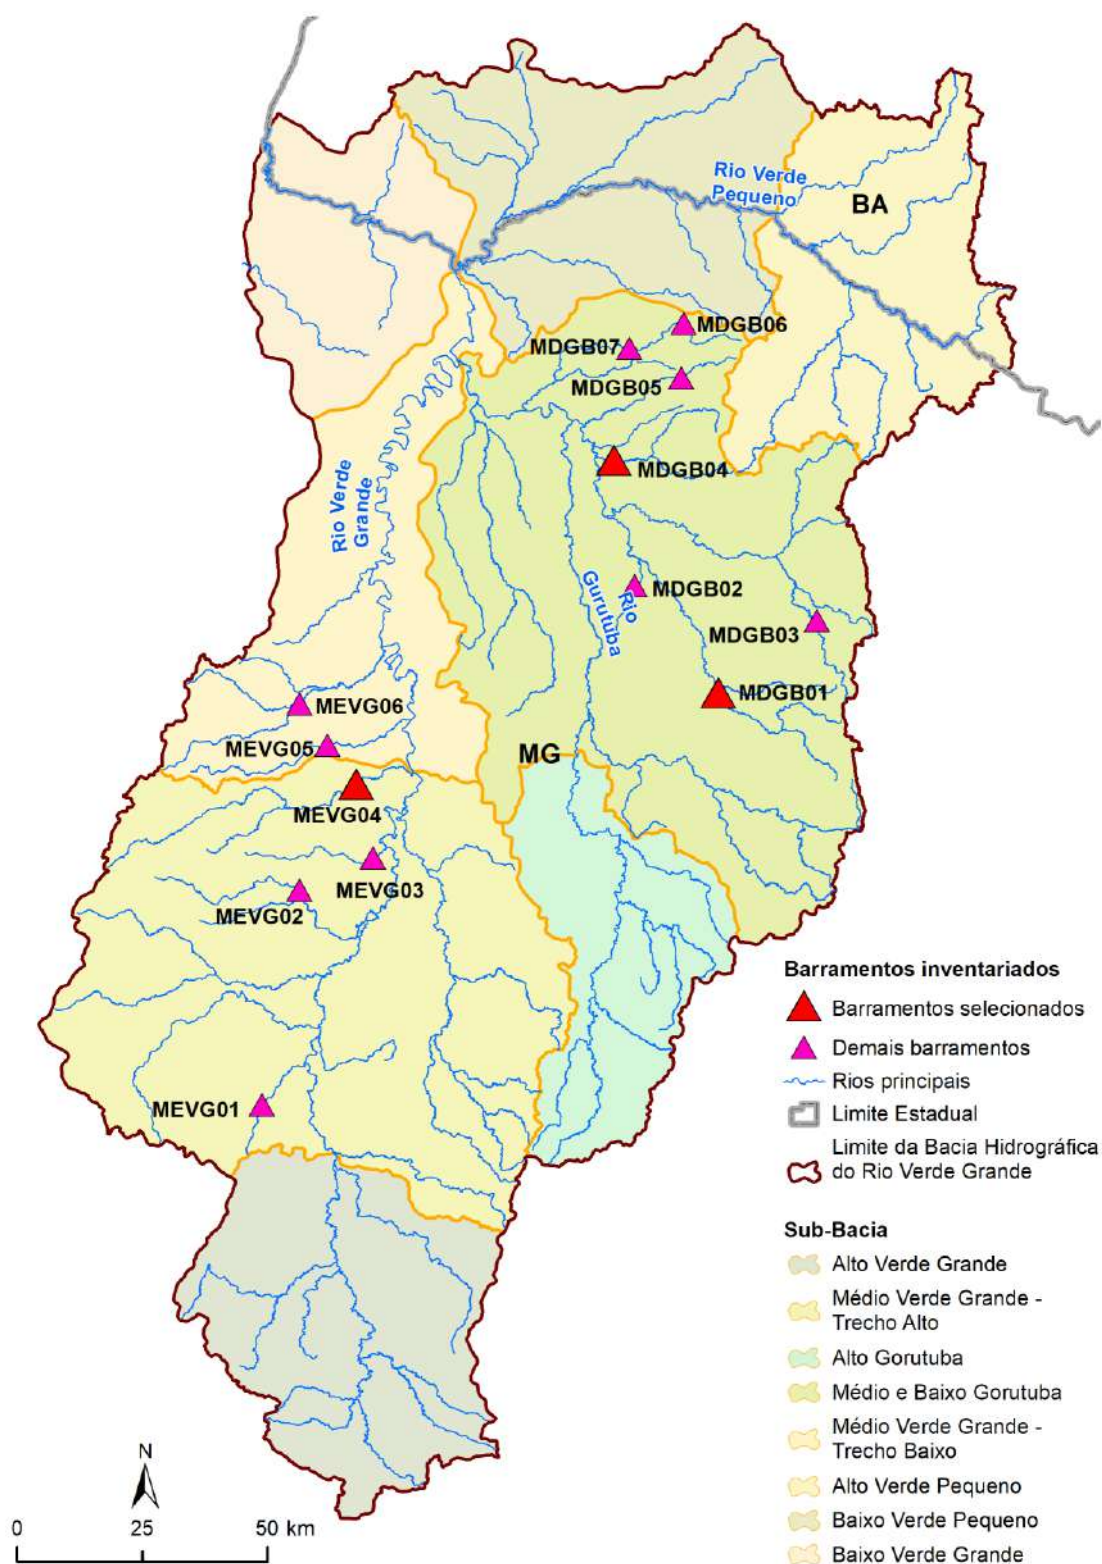 Rio Verde
Pequeno
BA
MDGB06
MDGB07
MDGB05
MDGB04
Rio Verde
Grande
MDGB02
Rio
Gurutuba
MDGB03
MDGB01
MEVG06
MEVG05
MG
MEVG04
MEVG03
MEVG02
MEVG01
Barramentos inventariados
Barramentos selecionados
Demais barramentos
Rios principais
Limite Estadual
Limite da Bacia Hidrográfica
do Rio Verde Grande
Sub-Bacia
Alto Verde Grande
Médio Verde Grande -
Trecho Alto
Alto Gorutuba
Médio e Baixo Gorutuba
Médio Verde Grande -
Trecho Baixo
Alto Verde Pequeno
Baixo Verde Pequeno
Baixo Verde Grande
N
0 25 50 km